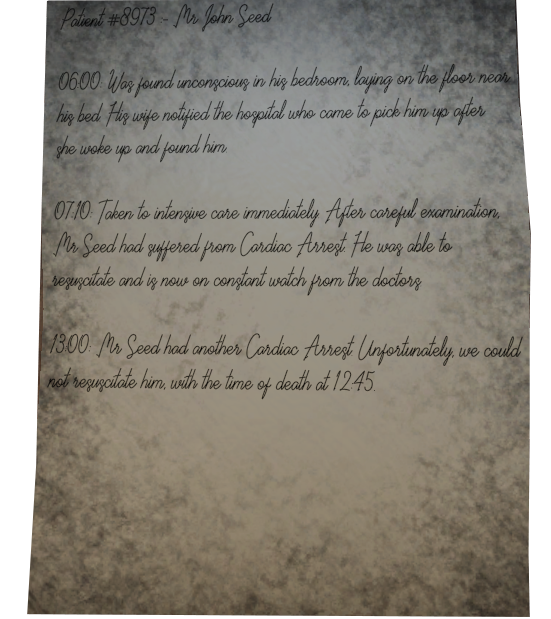 Patient #8973 - Mr John Seed
06:00: Was found unconscious in his bedroom, laying on the floor near
his bed. His wife notified the hospital who came to pick him up after
she woke up and found him.
07:10: Taken to intensive care immediately. After careful examination,
Mr Seed had suffered from Cardiac Arrest. He was able to
resuscitate and is now on constant watch from the doctors.
13:00: Mr Seed had another Cardiac Arrest. Unfortunately, we could
not resuscitate him, with the time of death at 12:45.